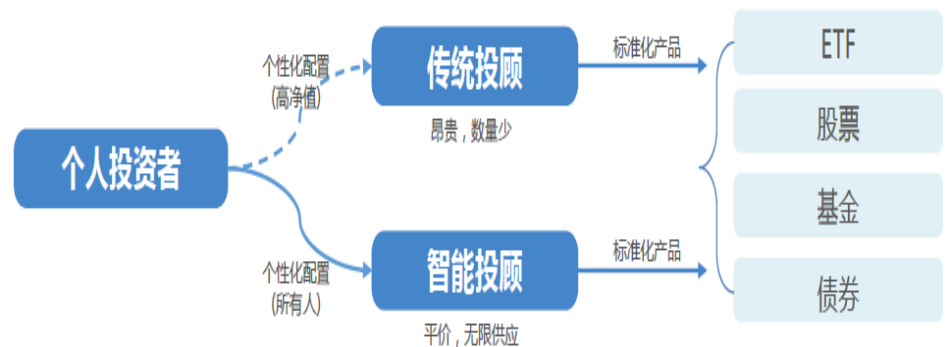 个人投资者
个性化配置
(高净值)
传统投顾
昂贵，数量少
标准化产品
个性化配置
(所有人)
智能投顾
平价，无限供应
标准化产品
ETF
股票
基金
债券